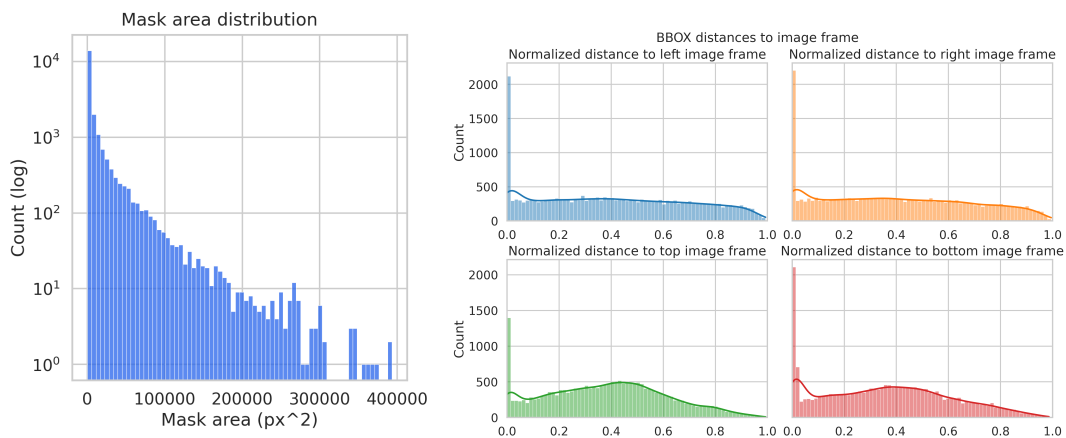 Mask area distribution
Count (log)
10^4
10^3
10^2
10^1
10^0
0 100000 200000 300000 400000
Mask area (px^2)
BBOX distances to image frame
Normalized distance to left image frame
Count
2000
1500
1000
500
0
0.0 0.2 0.4 0.6 0.8 1.0
Normalized distance to right image frame
0.0 0.2 0.4 0.6 0.8 1.0
Normalized distance to top image frame
Count
2000
1500
1000
500
0
0.0 0.2 0.4 0.6 0.8 1.0
Normalized distance to bottom image frame
0.0 0.2 0.4 0.6 0.8 1.0